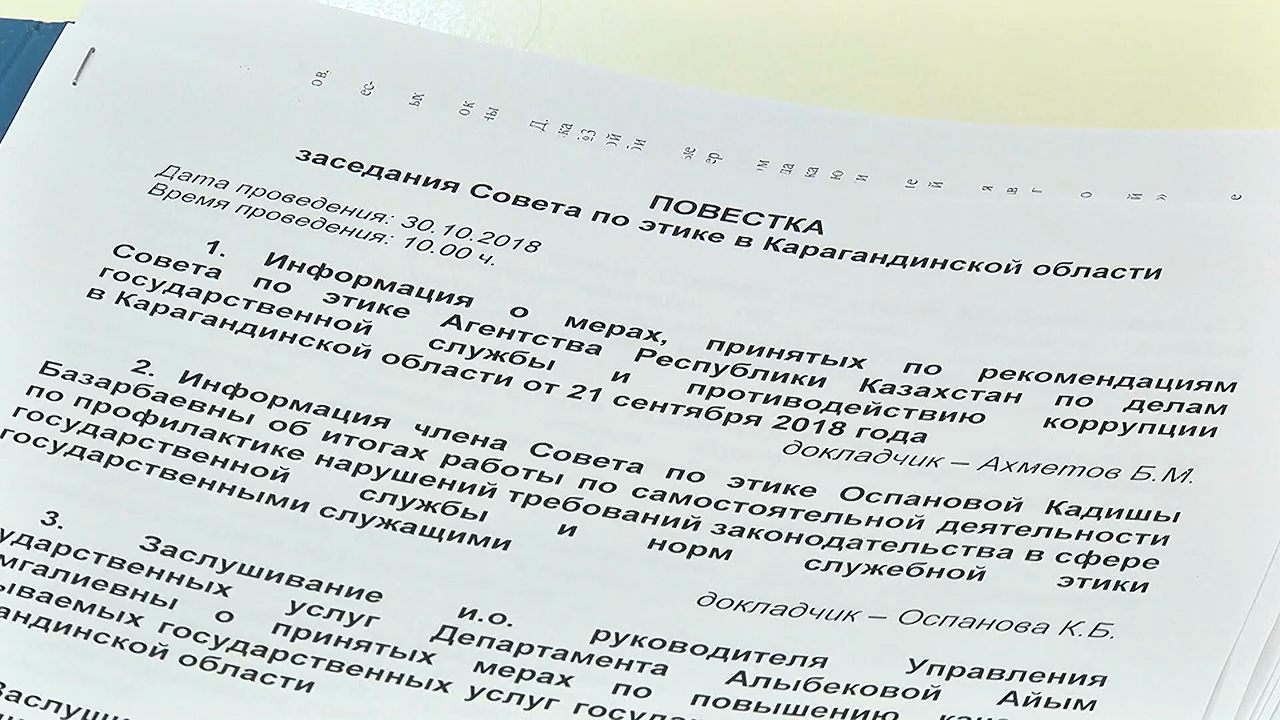 ПОВЕСТКА
заседания Совета по этике в Карагандинской области
Дата проведения: 30.10.2018
Время проведения: 10.00 ч.
1. Информация о мерах, принятых по рекомендациям
Совета по этике Агентства Республики Казахстан по делам
государственной службы и противодействию коррупции
в Карагандинской области от 21 сентября 2018 года
докладчик – Ахметов Б.М.
2. Информация члена Совета по этике Оспановой Кадишы
Базарбаевны об итогах работы по самостоятельной деятельности
по профилактике нарушений требований законодательства в сфере
государственной службы и норм служебной этики
государственными служащими
докладчик – Оспанова К.Б.
3. Заслушивание и.о. руководителя Управления
ударственных услуг Департамента Алыбековой Айым
мгалиевны о принятых мерах по повышению
ываемых государственных услуг
андинской области
Заслуши